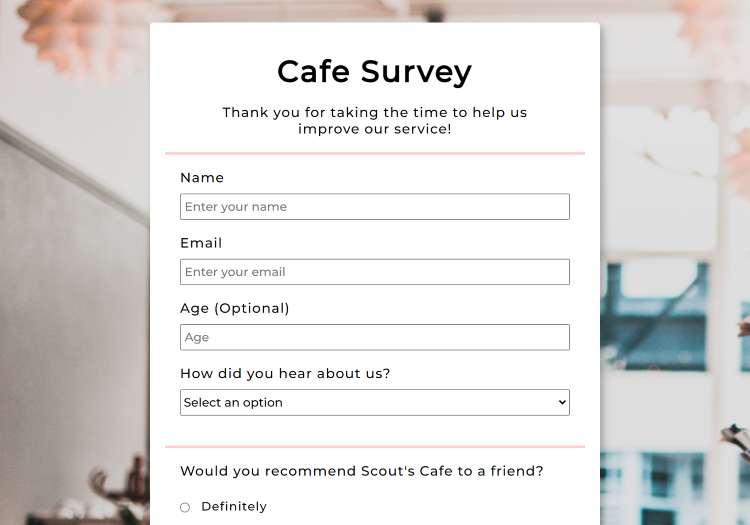 Cafe Survey
Thank you for taking the time to help us
improve our service!
Name
Enter your name
Email
Enter your email
Age (Optional)
Age
How did you hear about us?
Select an option
Would you recommend Scout's Cafe to a friend?
Definitely